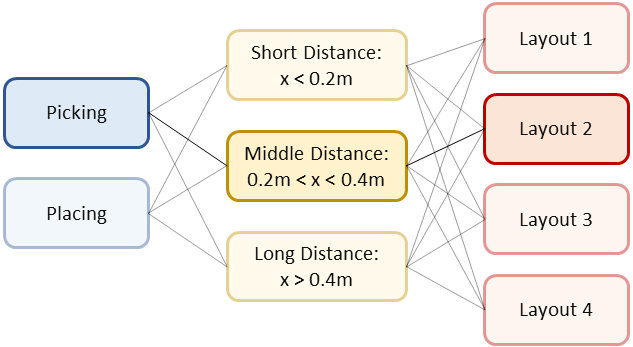 Picking
Placing
Short Distance:
x < 0.2m
Middle Distance:
0.2m < x < 0.4m
Long Distance:
x > 0.4m
Layout 1
Layout 2
Layout 3
Layout 4